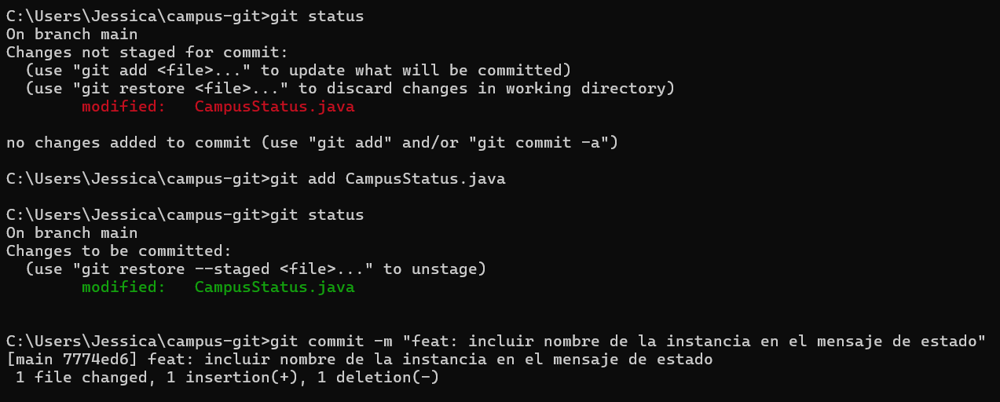 C:\Users\Jessica\campus-git>git status
On branch main
Changes not staged for commit:
  (use "git add <file>..." to update what will be committed)
  (use "git restore <file>..." to discard changes in working directory)
        modified:   CampusStatus.java

no changes added to commit (use "git add" and/or "git commit -a")

C:\Users\Jessica\campus-git>git add CampusStatus.java

C:\Users\Jessica\campus-git>git status
On branch main
Changes to be committed:
  (use "git restore --staged <file>..." to unstage)
        modified:   CampusStatus.java


C:\Users\Jessica\campus-git>git commit -m "feat: incluir nombre de la instancia en el mensaje de estado"
[main 7774ed6] feat: incluir nombre de la instancia en el mensaje de estado
 1 file changed, 1 insertion(+), 1 deletion(-)